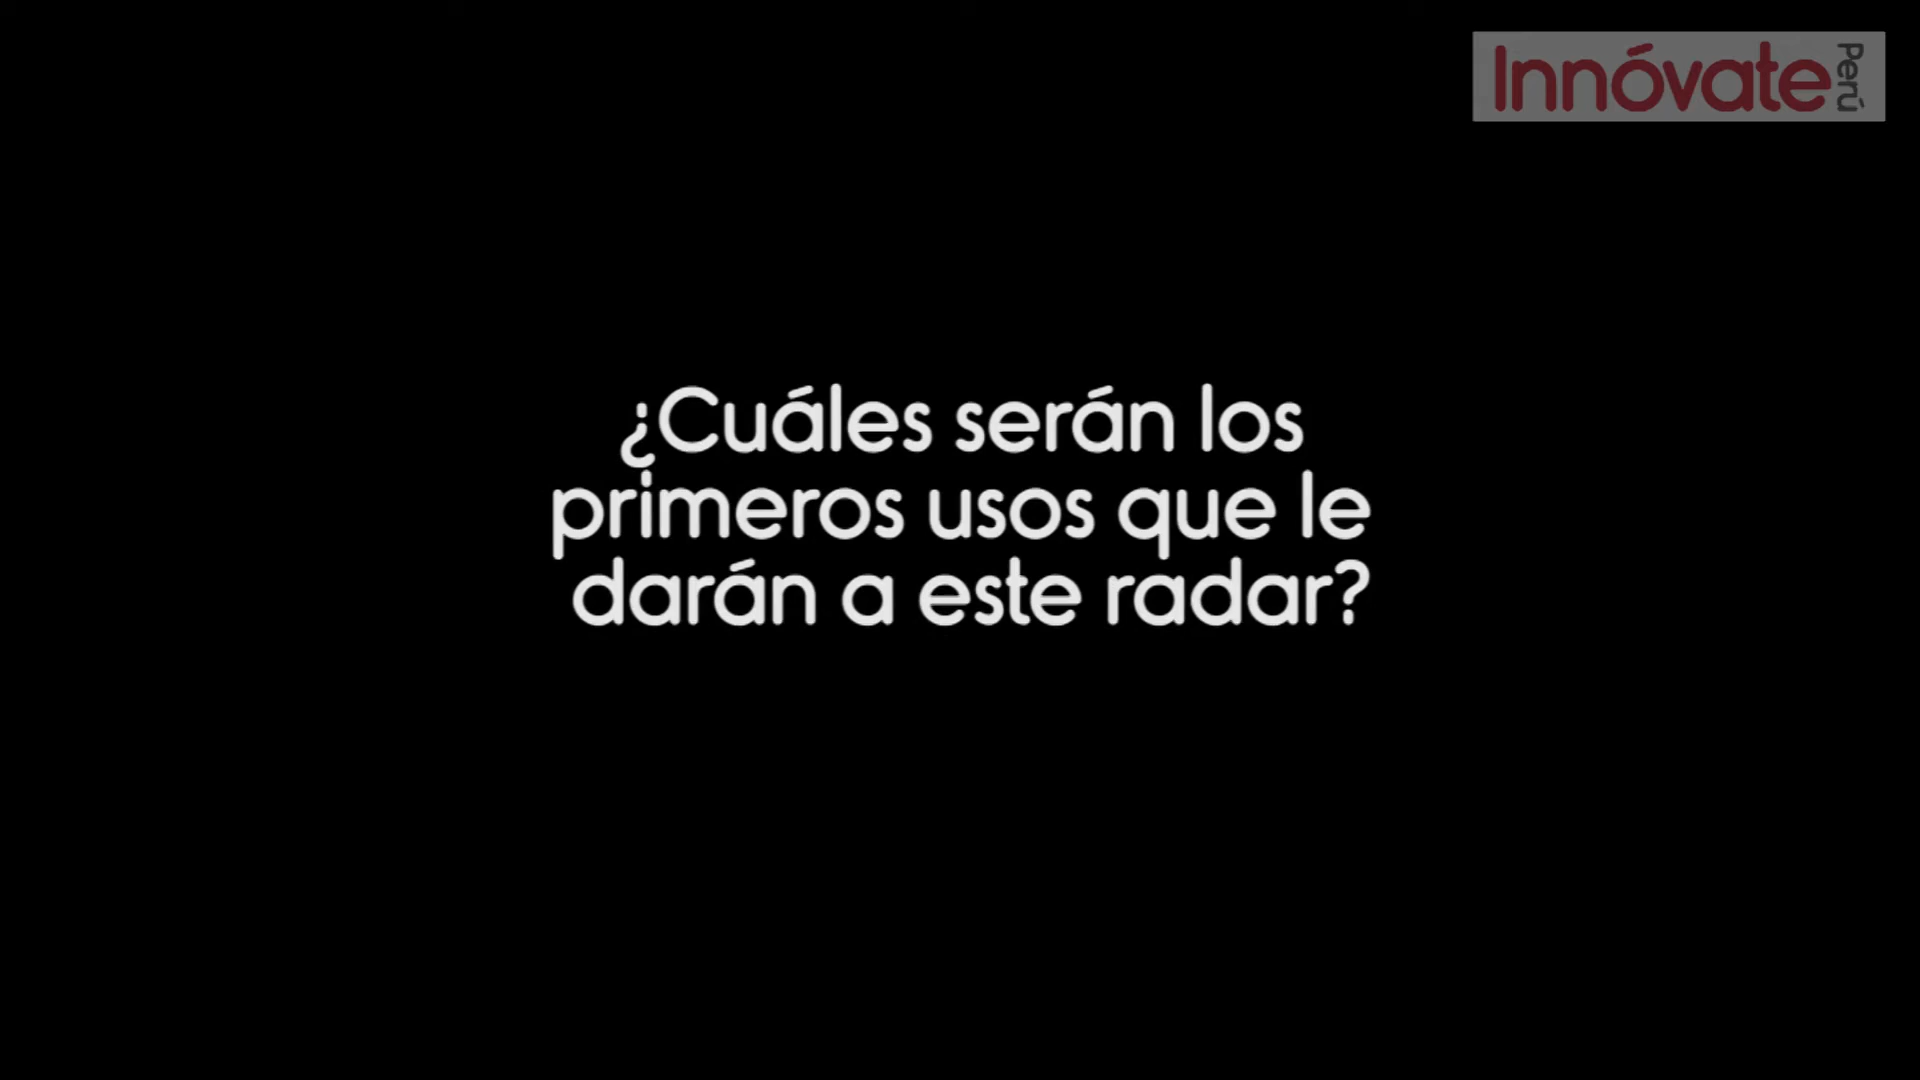 Innóvate Perú
¿Cuáles serán los
primeros usos que le
darán a este radar?